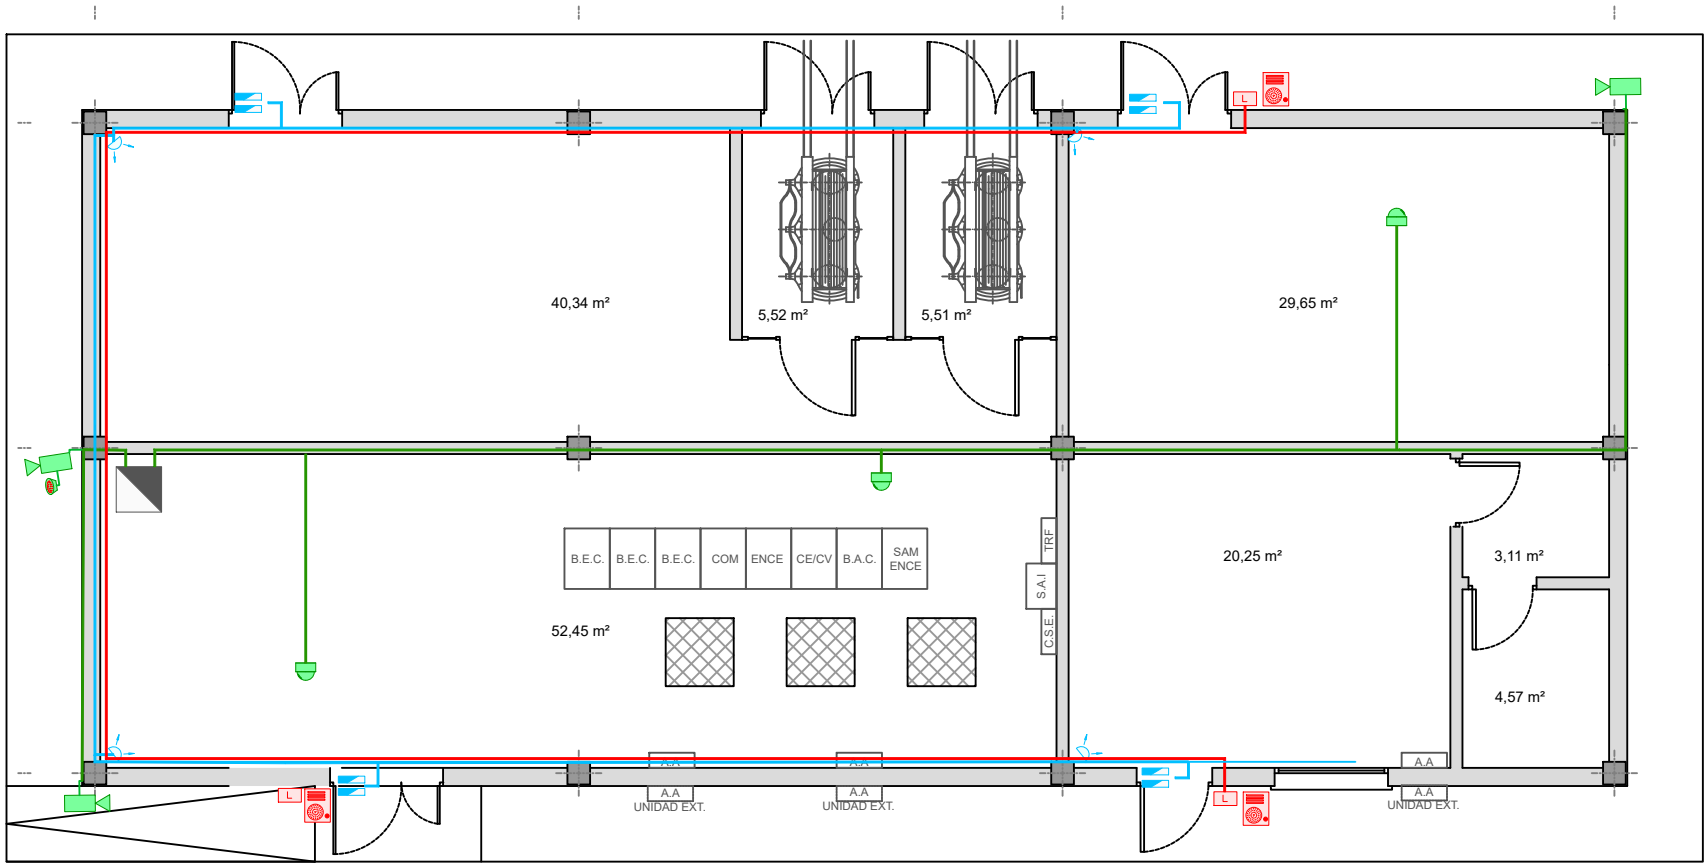 L
40,34 m²
5,52 m²
5,51 m²
29,65 m²
B.E.C.
B.E.C.
B.E.C.
COM
ENCE
CE/CV
B.A.C.
SAM
ENCE
TRF
S.A.I
C.S.E.
20,25 m²
3,11 m²
52,45 m²
4,57 m²
A.A
A.A
A.A
L
A.A
UNIDAD EXT.
A.A
UNIDAD EXT.
L
A.A
UNIDAD EXT.